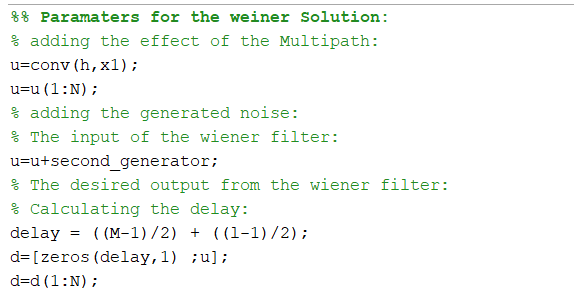 %% Paramaters for the weiner Solution:
% adding the effect of the Multipath:
u=conv(h,x1);
u=u(1:N);
% adding the generated noise:
% The input of the wiener filter:
u=u+second_generator;
% The desired output from the wiener filter:
% Calculating the delay:
delay = ((M-1)/2) + ((l-1)/2);
d=[zeros(delay,1) ;u];
d=d(1:N);